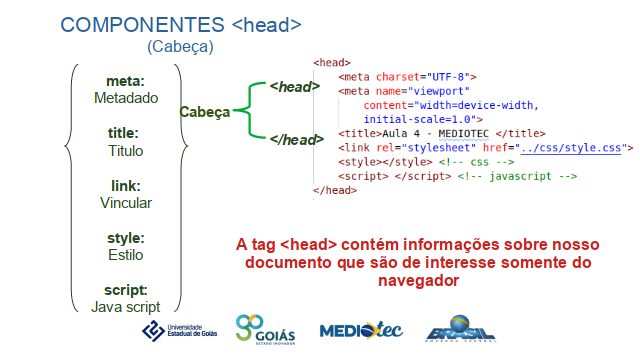 COMPONENTES <head>
(Cabeça)
meta:
Metadado
title:
Titulo
link:
Vincular
style:
Estilo
script:
Java script
Cabeça
<head>
</head>
<head>
<meta charset="UTF-8">
<meta name="viewport"
content="width=device-width,
initial-scale=1.0">
<title>Aula 4 - MEDIOTEC </title>
<link rel="stylesheet" href="../css/style.css">
<style></style> <!-- css -->
<script> </script> <!-- javascript -->
</head>
A tag <head> contém informações sobre nosso
documento que são de interesse somente do
navegador
Universidade
Estadual de Goiás
GOIÁS
ESTADO INOVADOR
MEDIOtec
BRASIL
GOVERNO FEDERAL